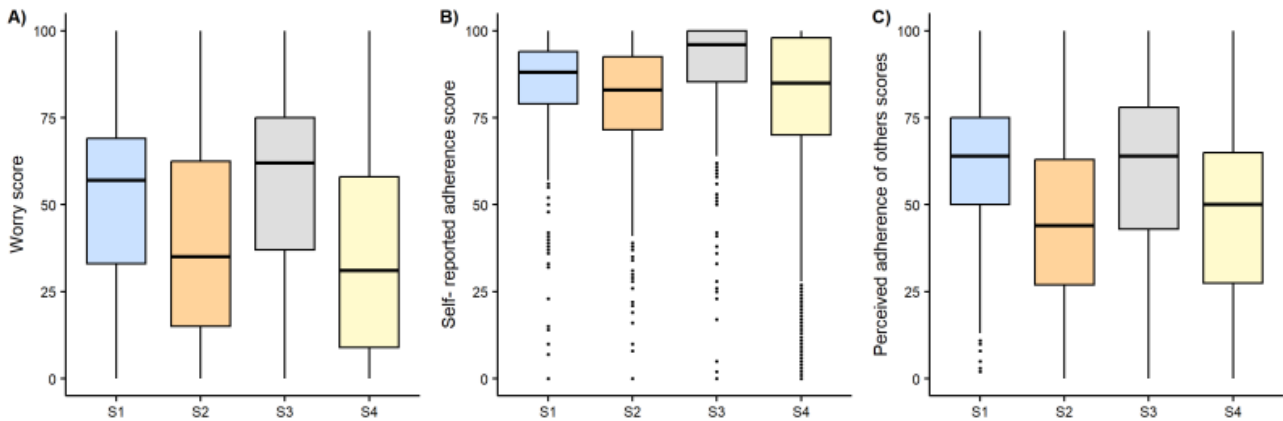 A)
Worry score
100
75
50
25
0
S1 S2 S3 S4
B)
Self- reported adherence score
100
75
50
25
0
S1 S2 S3 S4
C)
Perceived adherence of others scores
100
75
50
25
0
S1 S2 S3 S4